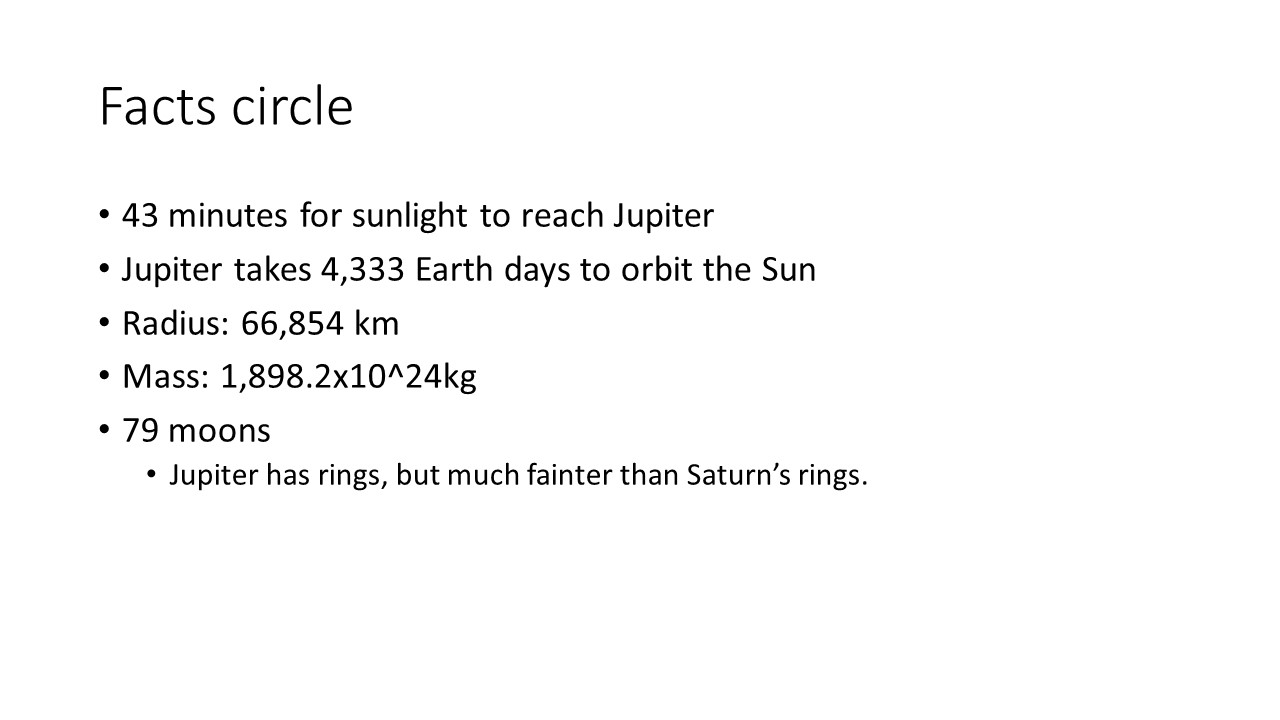 Facts circle
• 43 minutes for sunlight to reach Jupiter
• Jupiter takes 4,333 Earth days to orbit the Sun
• Radius: 66,854 km
• Mass: 1,898.2x10^24kg
• 79 moons
• Jupiter has rings, but much fainter than Saturn’s rings.